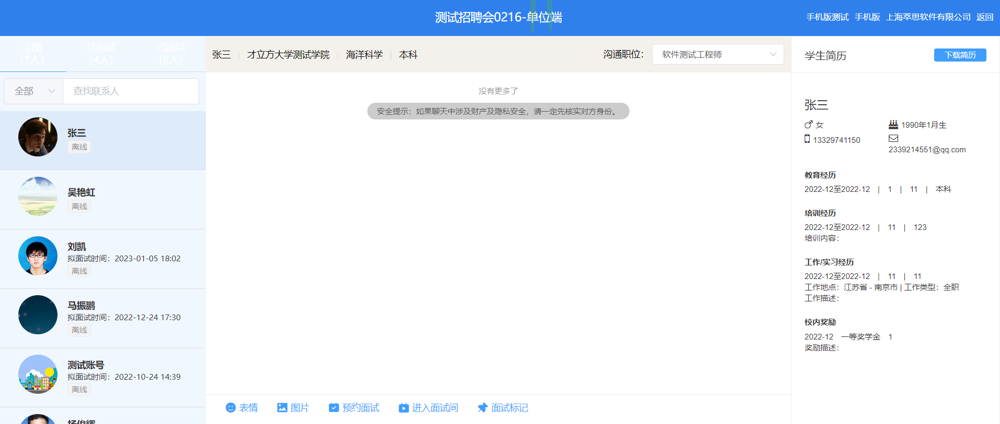 测试招聘会0216-单位端
手机版测试 手机版 上海萃思软件有限公司 返回
全部 待面试 已面试
(7人) (4人) (0人)
全部 查找联系人
张三
离线
吴艳虹
离线
刘凯
拟面试时间：2023-01-05 18:02
离线
马振鹏
拟面试时间：2022-12-24 17:30
离线
测试账号
拟面试时间：2022-10-24 14:39
离线
杨俊辉
张三 才立方大学测试学院 海洋科学 本科
沟通职位： 软件测试工程师
没有更多了
安全提示：如果聊天中涉及财产及隐私安全，请一定先核实对方身份。
表情 图片 预约面试 进入面试间 面试标记
学生简历 下载简历
张三
女 1990年1月生
13329741150
2339214551@qq.com
教育经历
2022-12至2022-12 | 1 | 11 | 本科
培训经历
2022-12至2022-12 | 11 | 123
培训内容：
工作/实习经历
2022-12至2022-12 | 11 | 11
工作地点：江苏省 - 南京市 | 工作类型：全职
工作描述：
校内奖励
2022-12 一等奖学金 1
奖励描述：